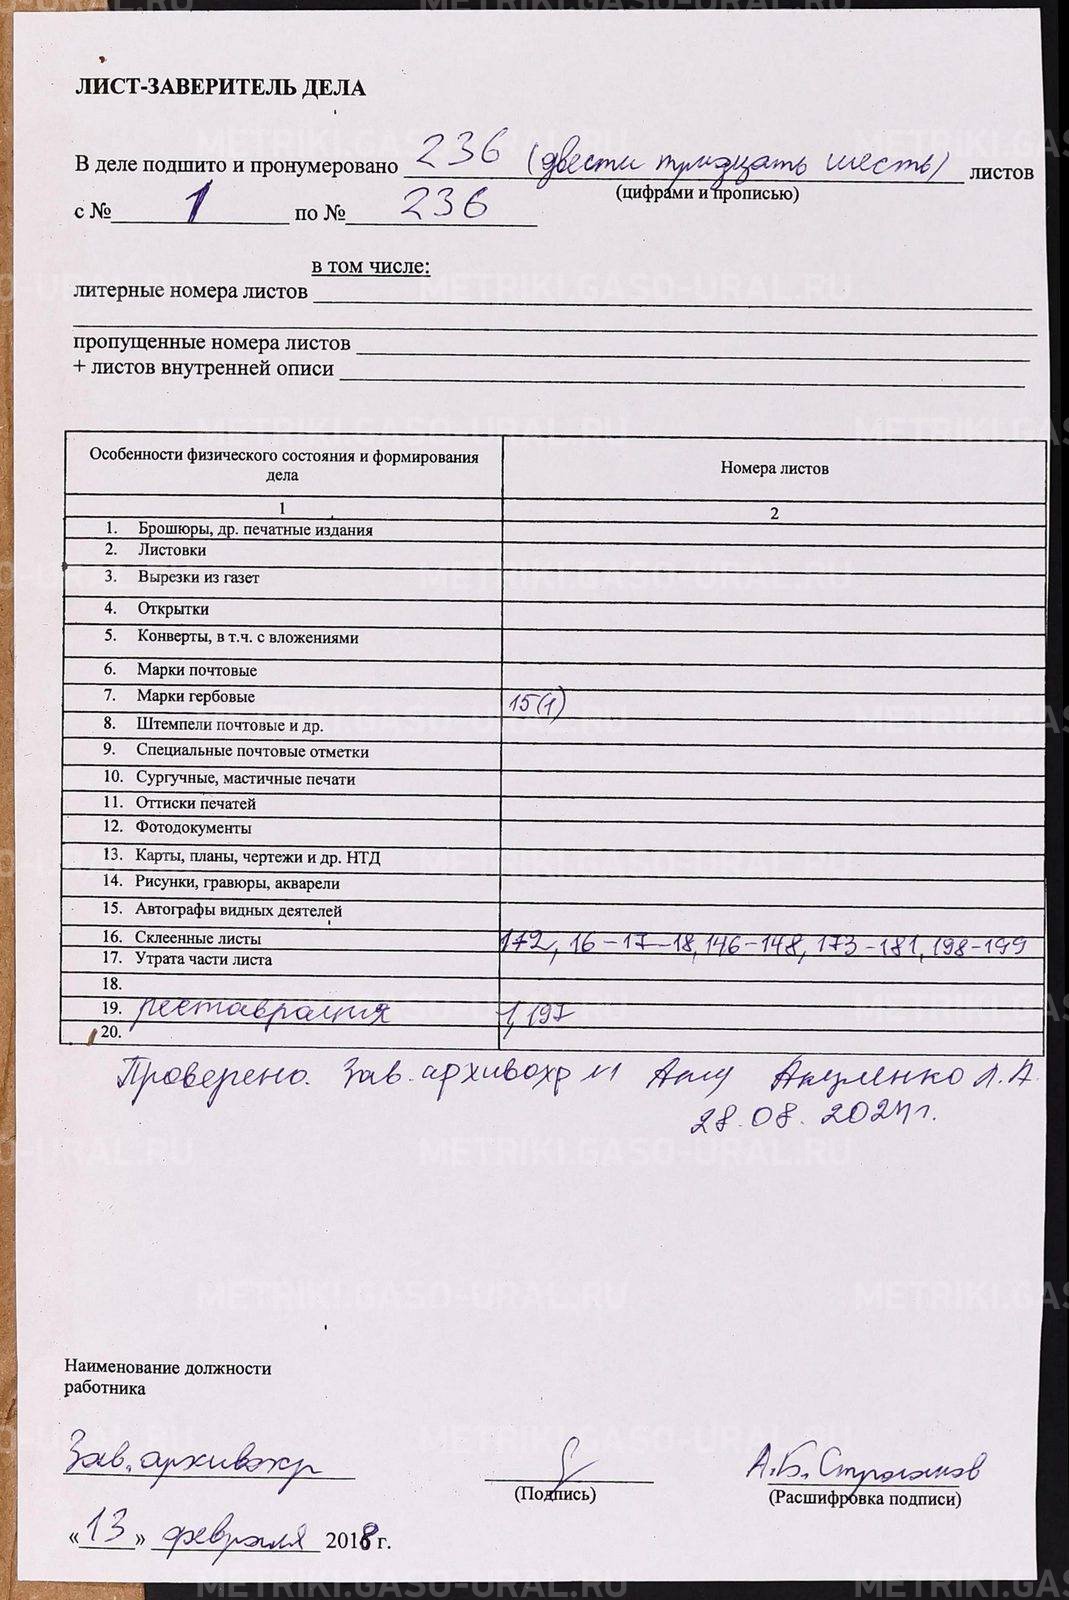 ЛИСТ-ЗАВЕРИТЕЛЬ ДЕЛА
В деле подшито и пронумеровано 236 (двести тридцать шесть) листов
(цифрами и прописью)
с № 1 по № 236
в том числе:
литерные номера листов
пропущенные номера листов
+ листов внутренней описи
Особенности физического состояния и формирования дела Номера листов
1 2
1. Брошюры, др. печатные издания
2. Листовки
3. Вырезки из газет
4. Открытки
5. Конверты, в т.ч. с вложениями
6. Марки почтовые
7. Марки гербовые 15(1)
8. Штемпели почтовые и др.
9. Специальные почтовые отметки
10. Сургучные, мастичные печати
11. Оттиски печатей
12. Фотодокументы
13. Карты, планы, чертежи и др. НТД
14. Рисунки, гравюры, акварели
15. Автографы видных деятелей
16. Склеенные листы 172, 16-17-18, 146-148, 173-181, 198-199
17. Утрата части листа
18.
19. реставрация 1, 197
20.
Проверено. Зав. архивохр И.А.
28.08.2024г.
Наименование должности
работника
Зав. архивохр А.Б. Строганов
(Подпись) (Расшифровка подписи)
«13» февраля 2018 г.
METRIKI.GASO-URAL.RU